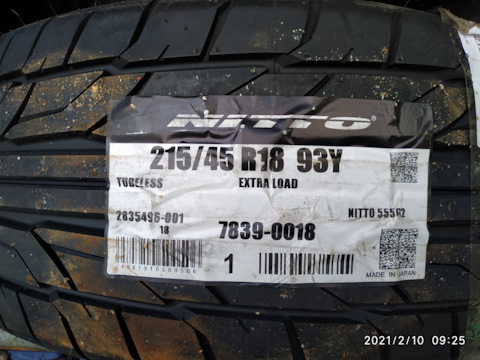 NITTO
215/45 R18 93Y
TUBELESS EXTRA LOAD
2835496-001
18
7839-0018
NITTO 555G2
1
MADE IN JAPAN
2021/2/10 09:25